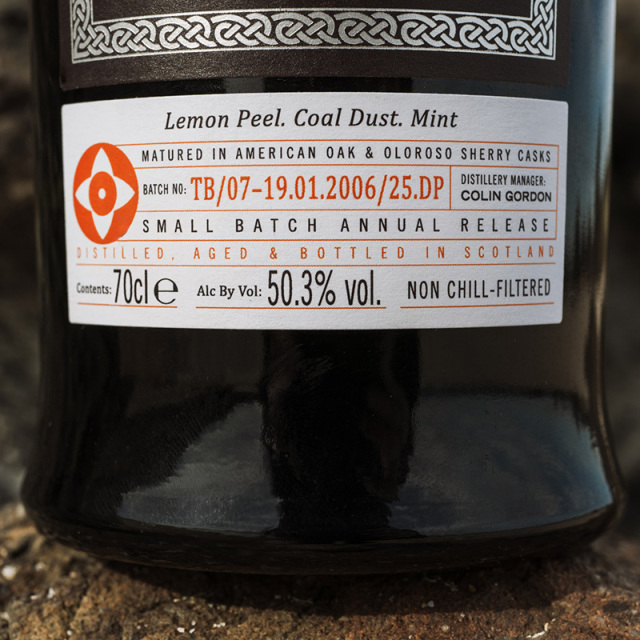 Lemon Peel. Coal Dust. Mint
MATURED IN AMERICAN OAK & OLOROSO SHERRY CASKS
BATCH NO: TB/07-19.01.2006/25.DP
DISTILLERY MANAGER:
COLIN GORDON
SMALL BATCH ANNUAL RELEASE
DISTILLED, AGED & BOTTLED IN SCOTLAND
Contents: 70cl ℮ Alc By Vol: 50.3% vol. NON CHILL-FILTERED